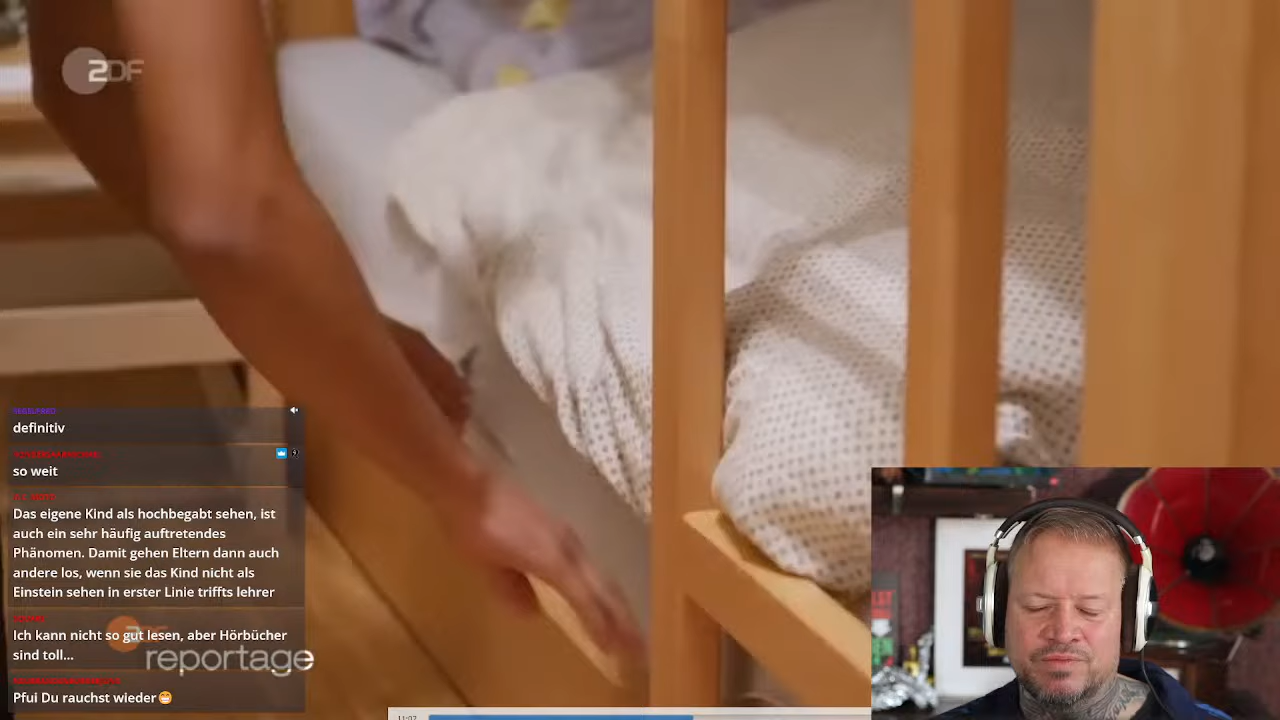 ZDF
definitiv
so weit
Das eigene Kind als hochbegabt sehen, ist
auch ein sehr häufig auftretendes
Phänomen. Damit gehen Eltern dann auch
andere los, wenn sie das Kind nicht als
Einstein sehen in erster Linie triffts lehrer
Ich kann nicht so gut lesen, aber Hörbücher
sind toll...
reportage
Pfui Du rauchst wieder😁